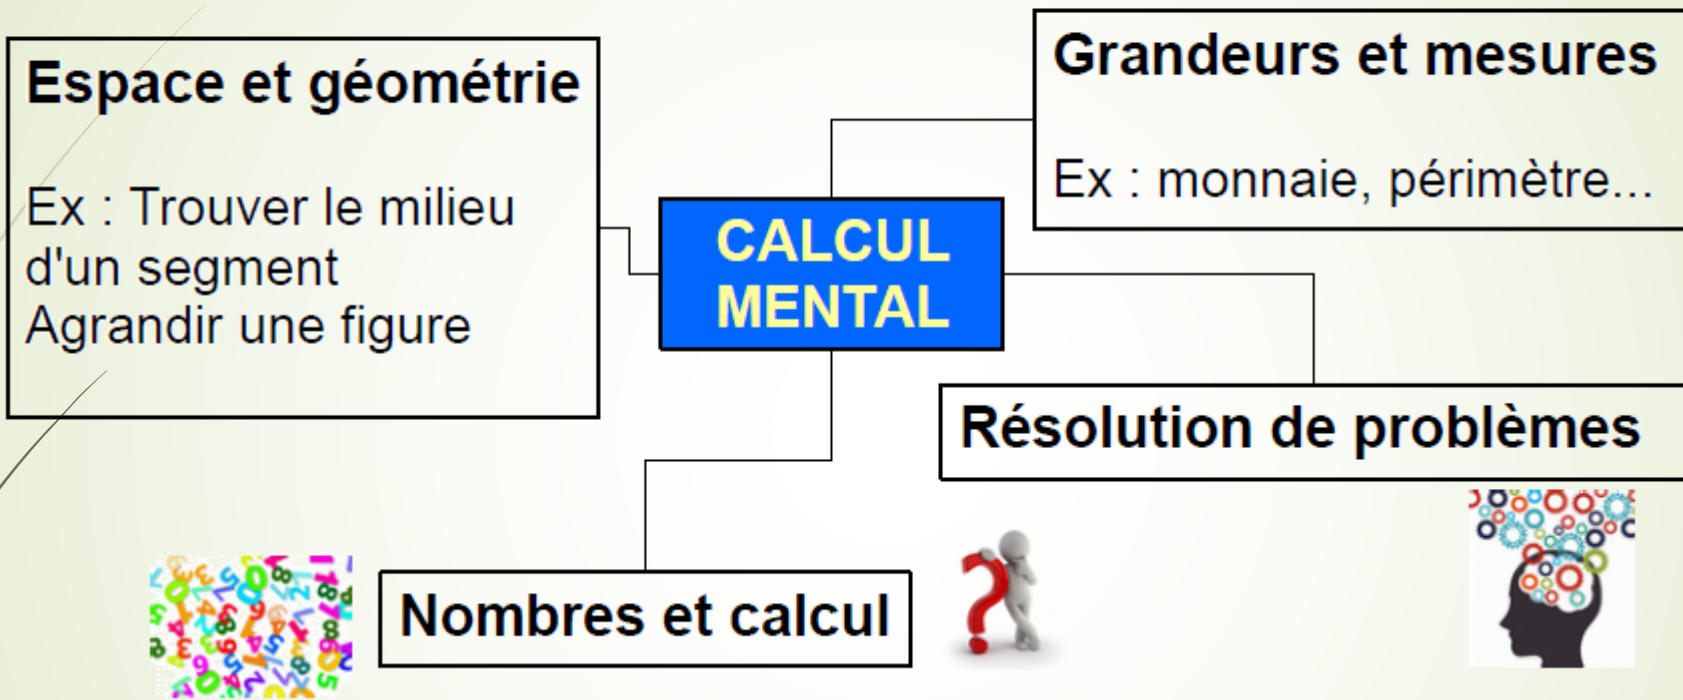 Espace et géométrie
Ex : Trouver le milieu
d'un segment
Agrandir une figure
Grandeurs et mesures
Ex : monnaie, périmètre...
CALCUL
MENTAL
Résolution de problèmes
Nombres et calcul